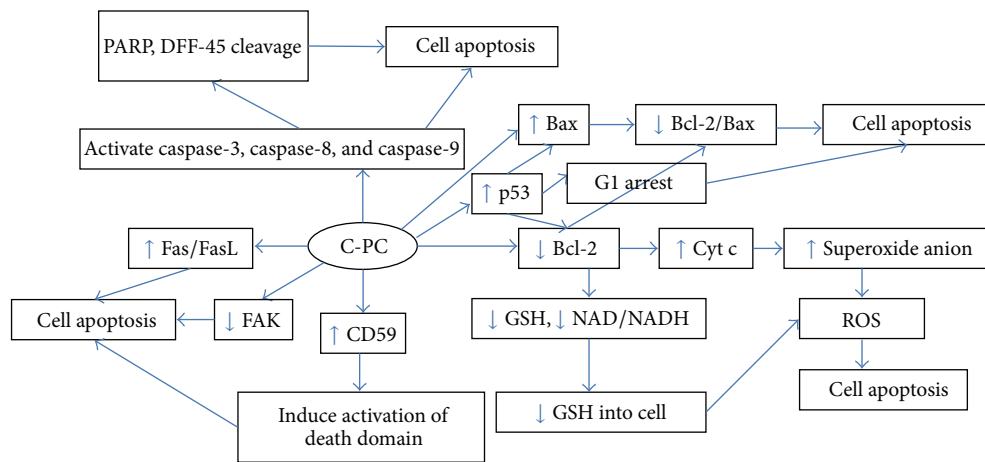 PARP, DFF-45 cleavage
Cell apoptosis
Activate caspase-3, caspase-8, and caspase-9
↑ Bax
↓ Bcl-2/Bax
Cell apoptosis
↑ p53
G1 arrest
↑ Fas/FasL
C-PC
↓ Bcl-2
↑ Cyt c
↑ Superoxide anion
Cell apoptosis
↓ FAK
↑ CD59
↓ GSH, ↓ NAD/NADH
ROS
Cell apoptosis
Induce activation of
death domain
↓ GSH into cell